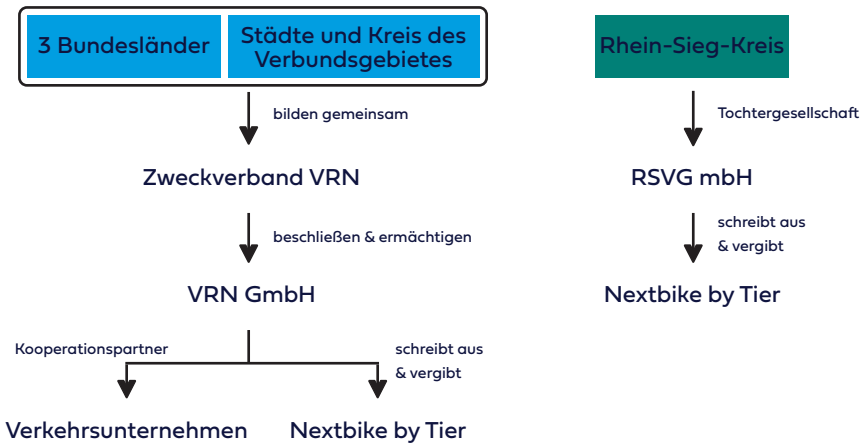 3 Bundesländer
Städte und Kreis des
Verbundsgebietes
bilden gemeinsam
Zweckverband VRN
beschließen & ermächtigen
VRN GmbH
Kooperationspartner
schreibt aus
& vergibt
Verkehrsunternehmen
Nextbike by Tier
Rhein-Sieg-Kreis
Tochtergesellschaft
RSVG mbH
schreibt aus
& vergibt
Nextbike by Tier